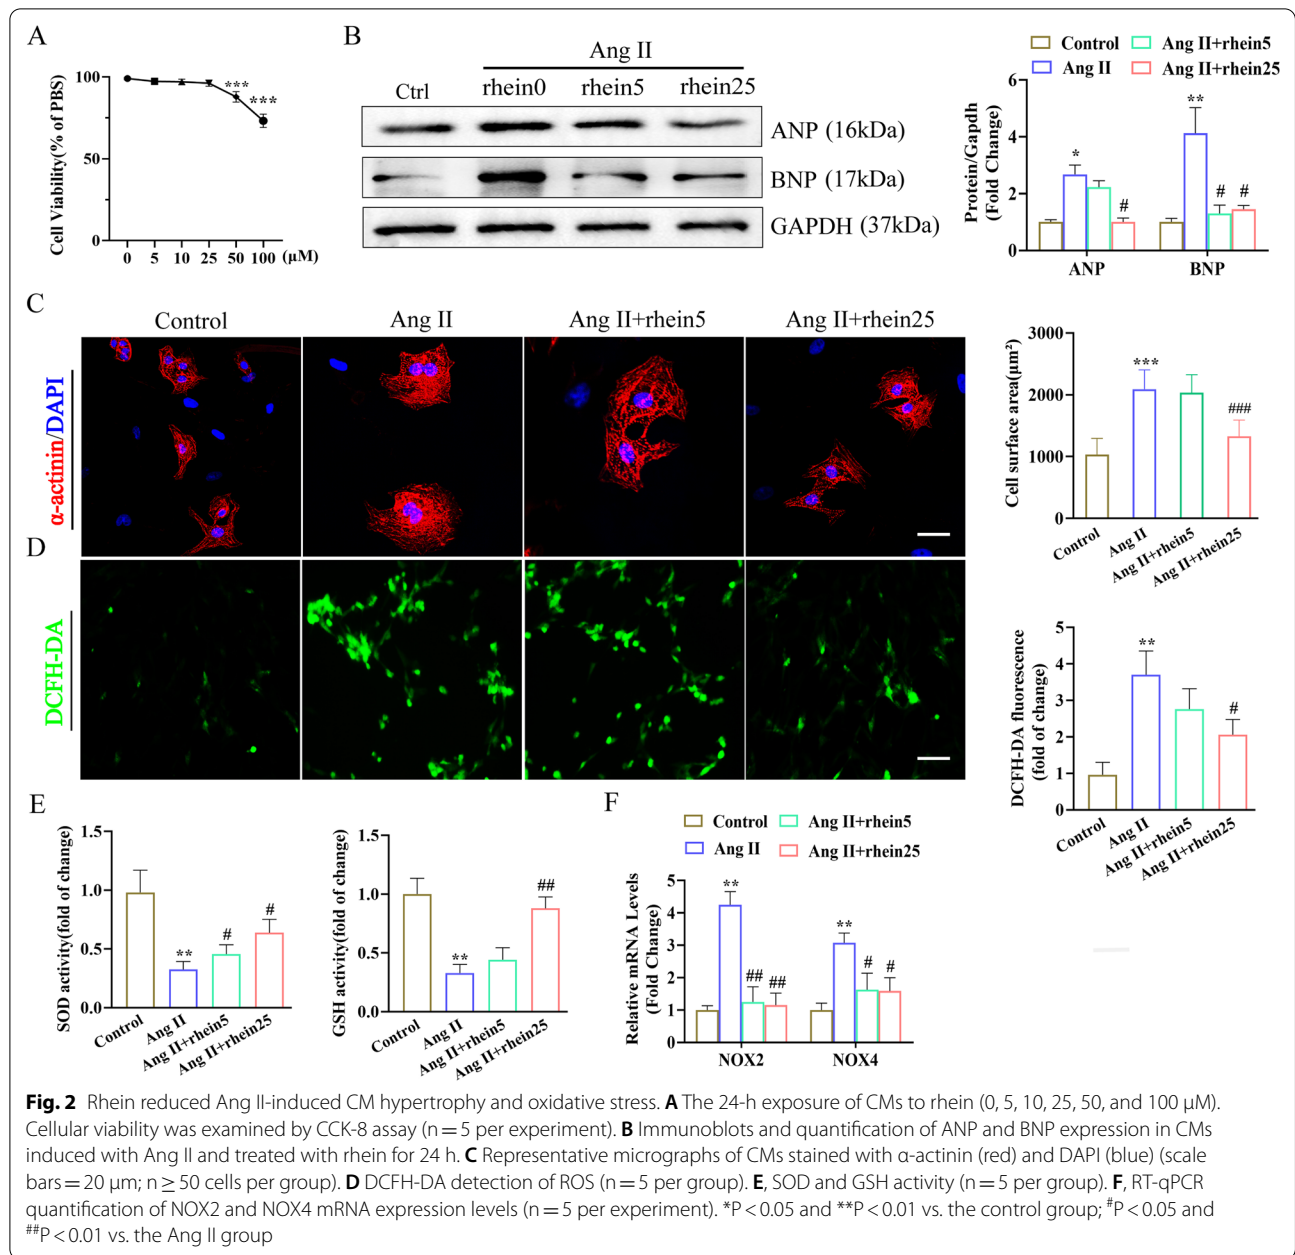 A
Cell Viability(% of PBS)
100
50
0
*** ***
0 5 10 25 50 100 (μM)
B
Ang II
Ctrl rhein0 rhein5 rhein25
ANP (16kDa)
BNP (17kDa)
GAPDH (37kDa)
Control Ang II+rhein5
Ang II Ang II+rhein25
Protein/Gapdh
(Fold Change)
6
4
2
0
* # ** # #
ANP BNP
C
Control Ang II Ang II+rhein5 Ang II+rhein25
α-actinin/DAPI
Cell surface area(μm²)
3000
2000
1000
0
*** ###
Control Ang II Ang II+rhein5 Ang II+rhein25
D
DCFH-DA
DCFH-DA fluorescence
(fold of change)
5
4
3
2
1
0
** #
Control Ang II Ang II+rhein5 Ang II+rhein25
E
SOD activity(fold of change)
1.5
1.0
0.5
0.0
** # #
Control Ang II Ang II+rhein5 Ang II+rhein25
GSH activity(fold of change)
1.5
1.0
0.5
0.0
** ##
Control Ang II Ang II+rhein5 Ang II+rhein25
F
Control Ang II+rhein5
Ang II Ang II+rhein25
Relative mRNA Levels
(Fold Change)
5
4
3
2
1
0
** ## ## ** # #
NOX2 NOX4
Fig. 2 Rhein reduced Ang II-induced CM hypertrophy and oxidative stress. A The 24-h exposure of CMs to rhein (0, 5, 10, 25, 50, and 100 μM).
Cellular viability was examined by CCK-8 assay (n = 5 per experiment). B Immunoblots and quantification of ANP and BNP expression in CMs
induced with Ang II and treated with rhein for 24 h. C Representative micrographs of CMs stained with α-actinin (red) and DAPI (blue) (scale
bars = 20 μm; n ≥ 50 cells per group). D DCFH-DA detection of ROS (n = 5 per group). E, SOD and GSH activity (n = 5 per group). F, RT-qPCR
quantification of NOX2 and NOX4 mRNA expression levels (n = 5 per experiment). *P < 0.05 and **P < 0.01 vs. the control group; #P < 0.05 and
##P < 0.01 vs. the Ang II group